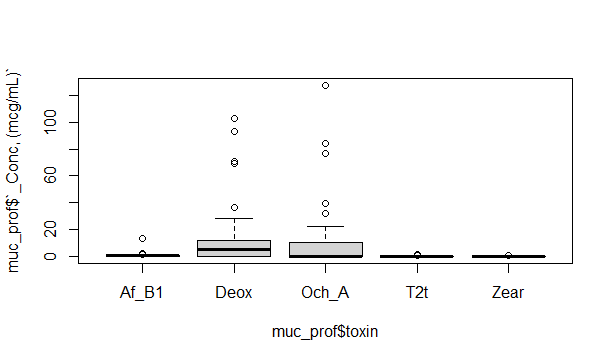 muc_prof$`_Conc, (mcg/mL)`
100
60
20
0
Af_B1 Deox Och_A T2t Zear
muc_prof$toxin